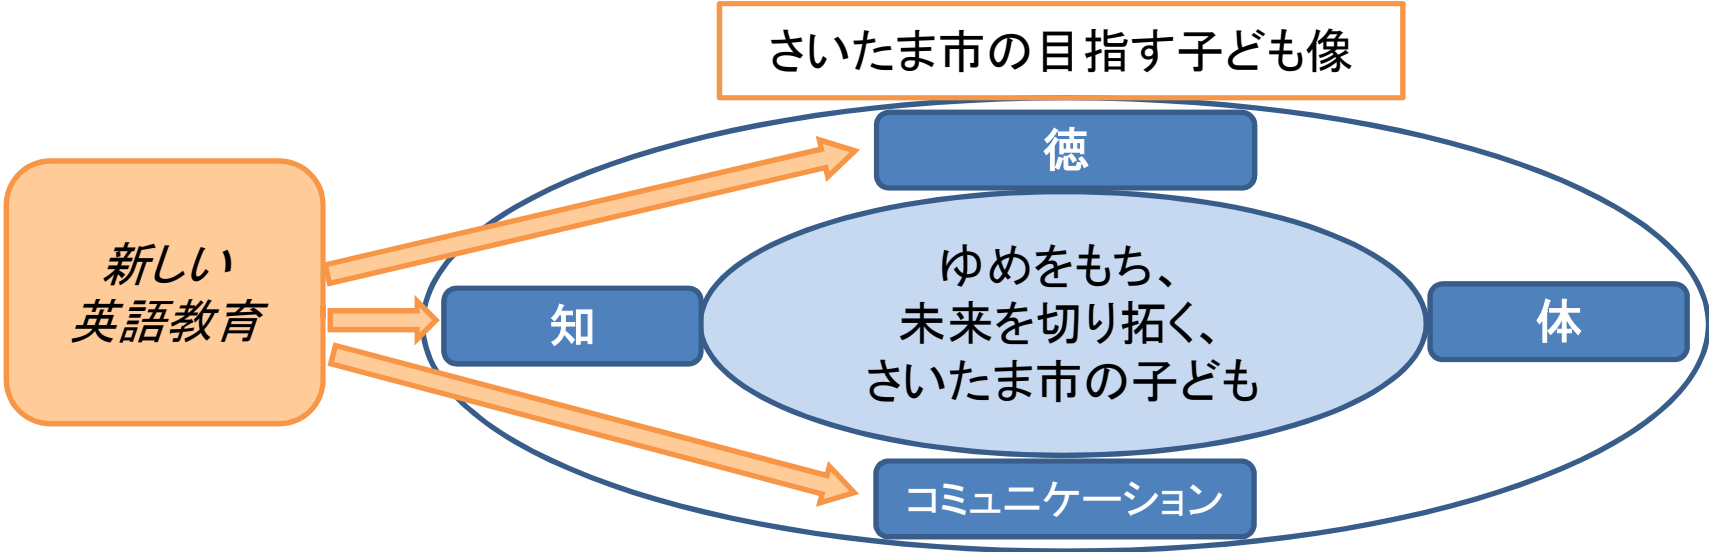 さいたま市の目指す子ども像
徳
新しい
英語教育
知
ゆめをもち、
未来を切り拓く、
さいたま市の子ども
体
コミュニケーション